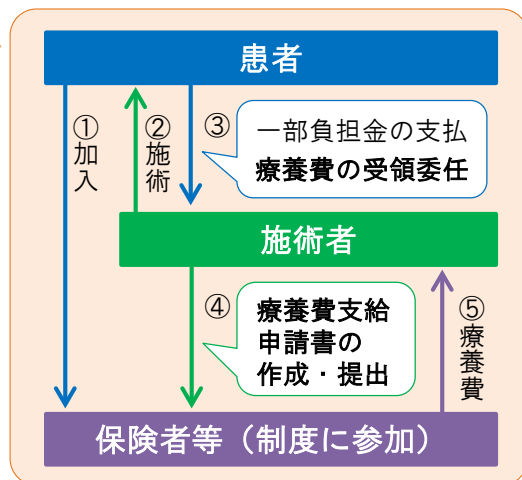 患者
①加入
②施術
③
一部負担金の支払
療養費の受領委任
施術者
④
療養費支給
申請書の
作成・提出
⑤療養費
保険者等（制度に参加）